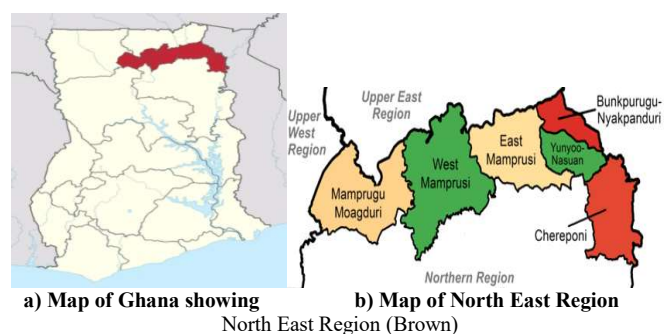 Upper East
Region
Upper
West
Region
Bunkpurugu-
Nyakpanduri
East
Mamprusi
Yunyoo-
Nasuan
West
Mamprusi
Mamprugu
Moagduri
Chereponi
Northern Region
a) Map of Ghana showing b) Map of North East Region
North East Region (Brown)